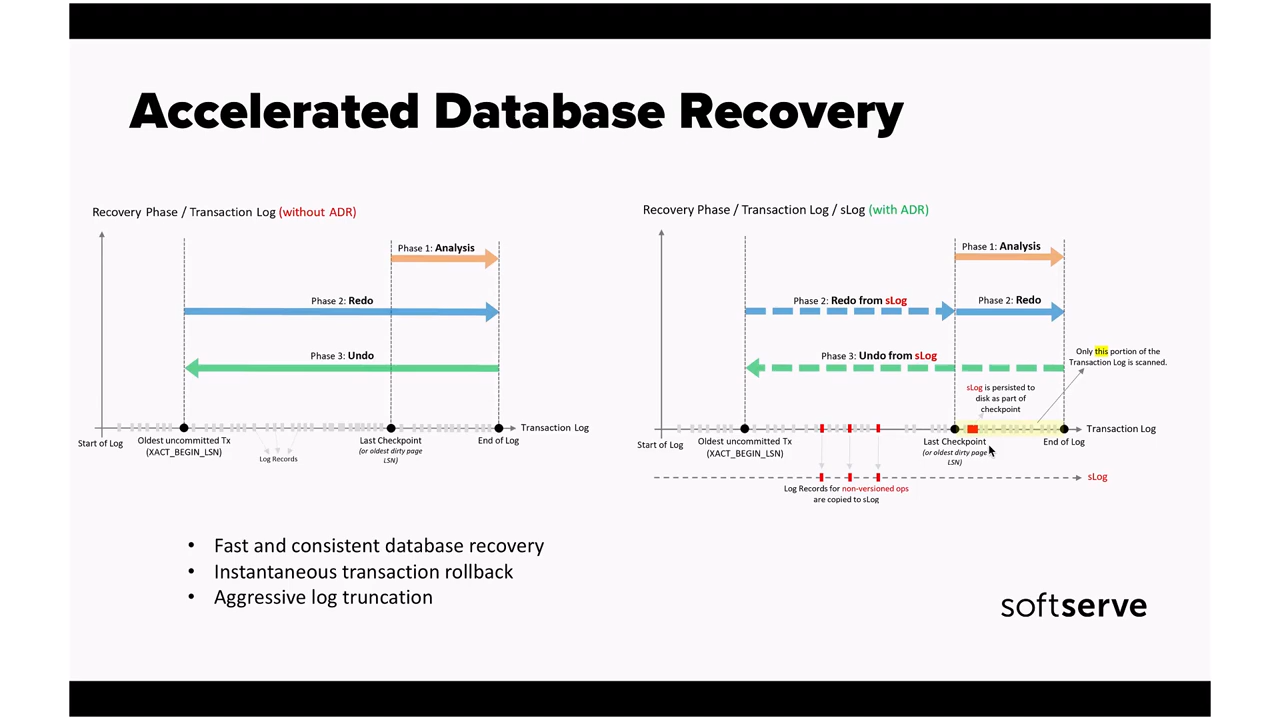 Accelerated Database Recovery
Recovery Phase / Transaction Log (without ADR)
Phase 1: Analysis
Phase 2: Redo
Phase 3: Undo
Transaction Log
Start of Log
Oldest uncommitted Tx
(XACT_BEGIN_LSN)
Log Records
Last Checkpoint
(or oldest dirty page
LSN)
End of Log
Recovery Phase / Transaction Log / sLog (with ADR)
Phase 1: Analysis
Phase 2: Redo from sLog
Phase 2: Redo
Phase 3: Undo from sLog
Only this portion of the
Transaction Log is scanned.
sLog is persisted to
disk as part of
checkpoint
Transaction Log
Start of Log
Oldest uncommitted Tx
(XACT_BEGIN_LSN)
Last Checkpoint
(or oldest dirty page
LSN)
End of Log
sLog
Log Records for non-versioned ops
are copied to sLog
• Fast and consistent database recovery
• Instantaneous transaction rollback
• Aggressive log truncation
softserve